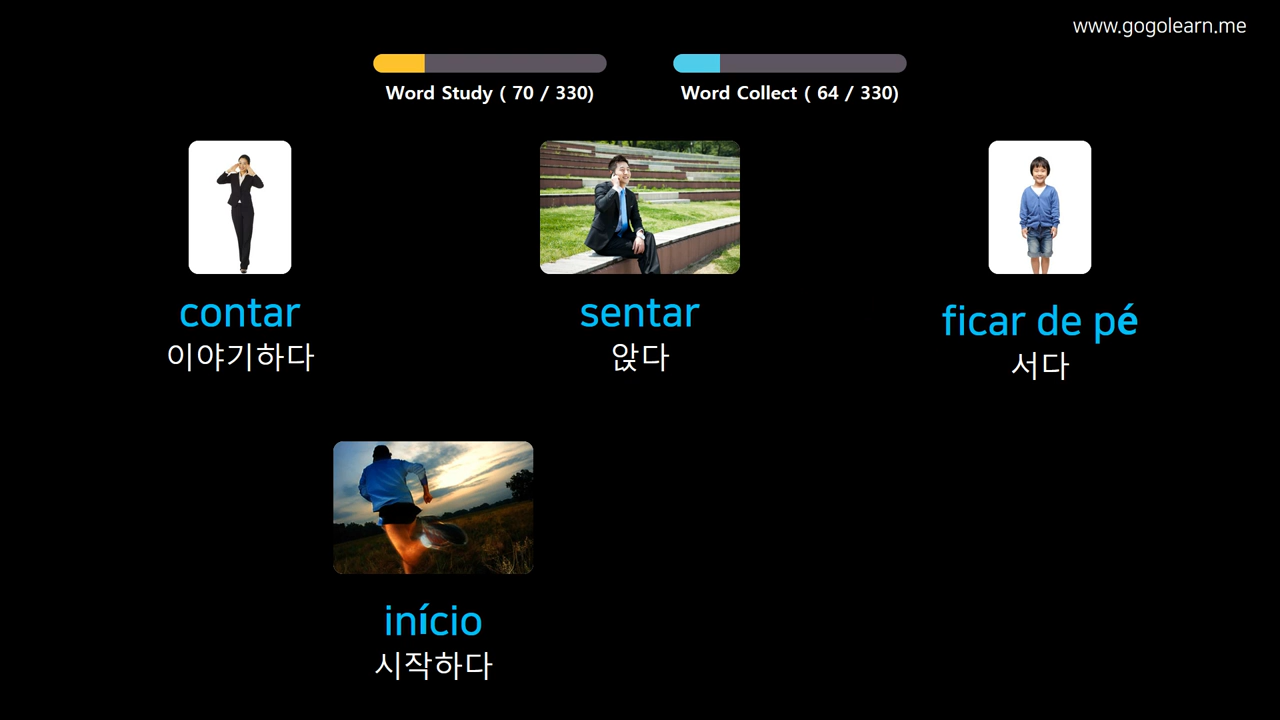 www.gogolearn.me
Word Study ( 70 / 330)
Word Collect ( 64 / 330)
contar
이야기하다
sentar
앉다
ficar de pé
서다
início
시작하다